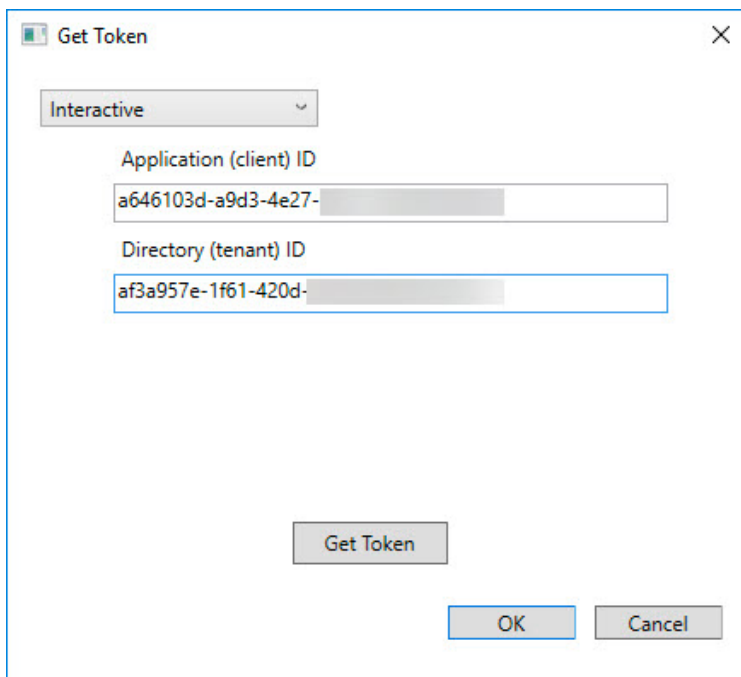 Get Token
Interactive
Application (client) ID
a646103d-a9d3-4e27-
Directory (tenant) ID
af3a957e-1f61-420d-
Get Token
OK Cancel